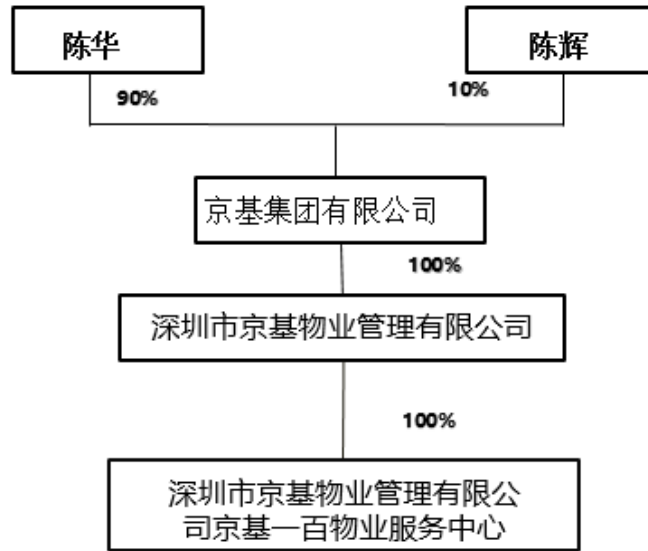 陈华
陈辉
90%
10%
京基集团有限公司
100%
深圳市京基物业管理有限公司
100%
深圳市京基物业管理有限公
司京基一百物业服务中心